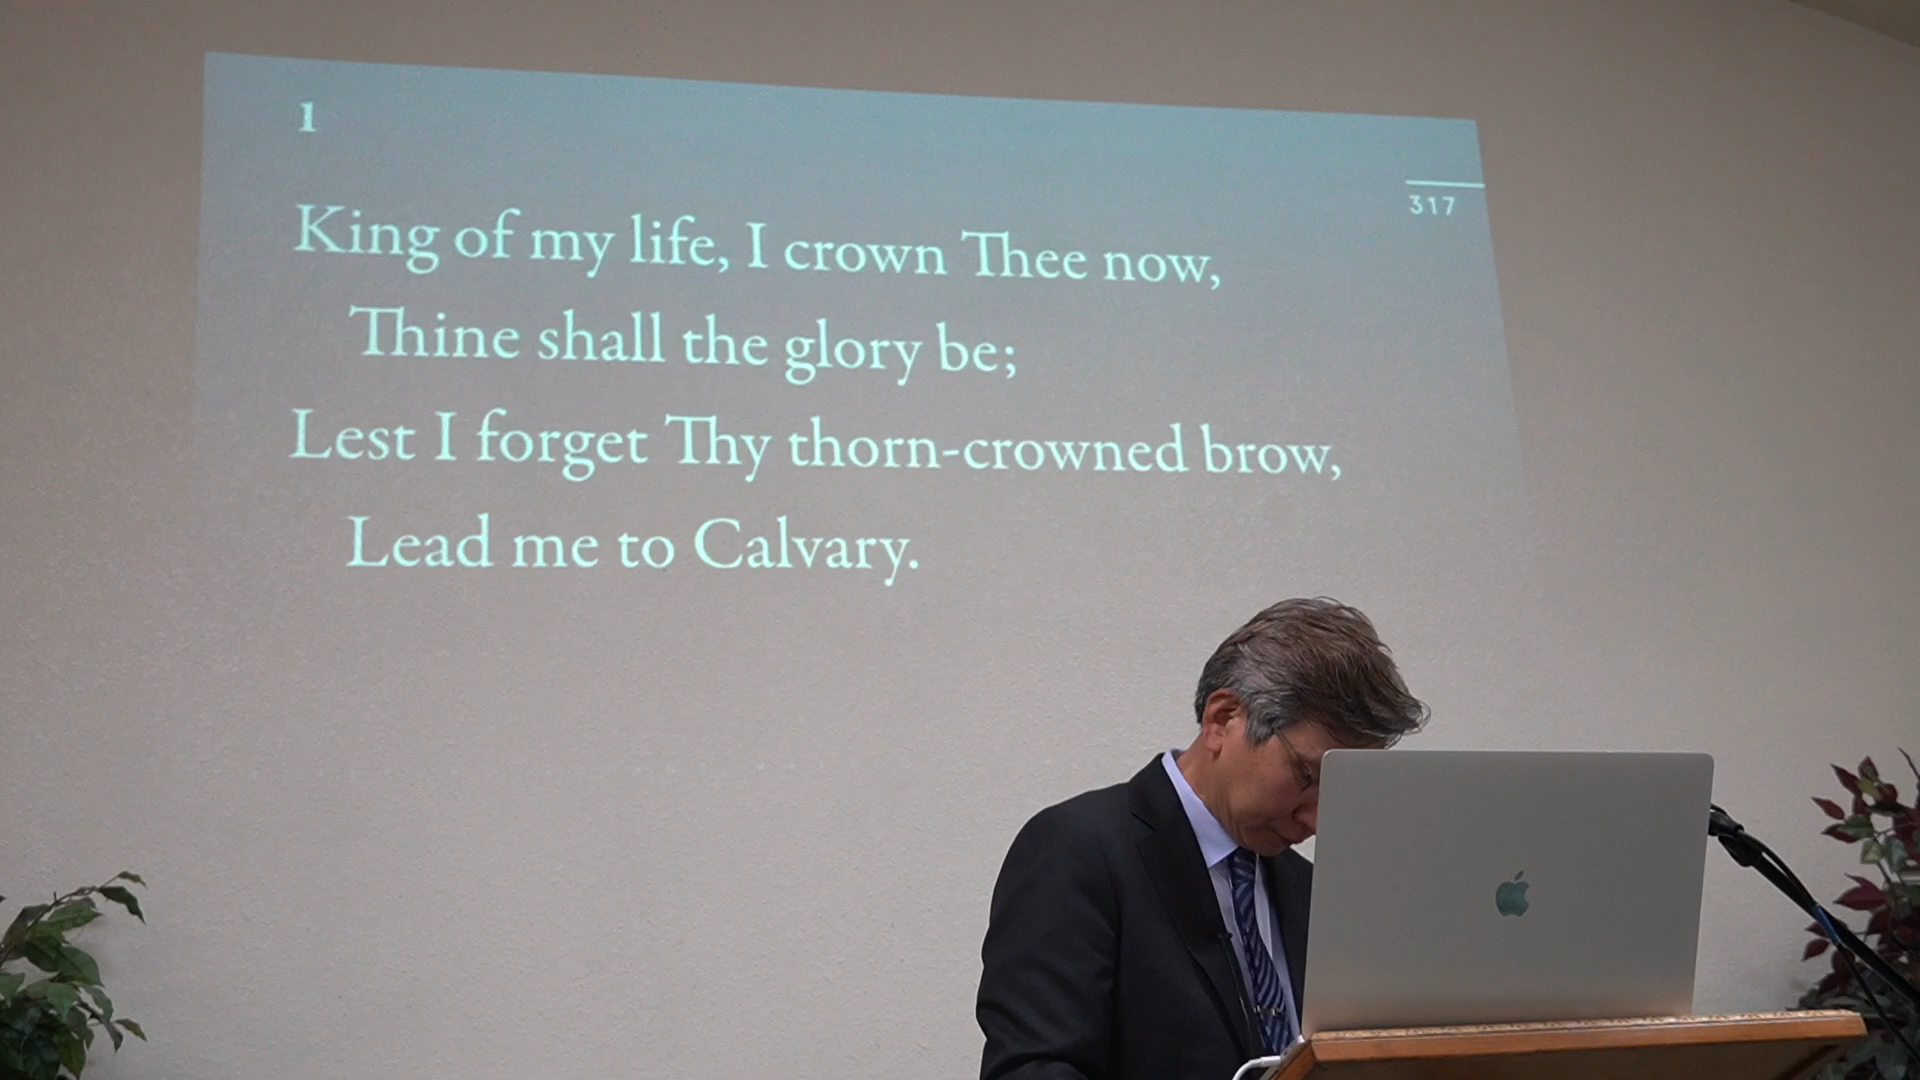 1
317
King of my life, I crown Thee now,
Thine shall the glory be;
Lest I forget Thy thorn-crowned brow,
Lead me to Calvary.